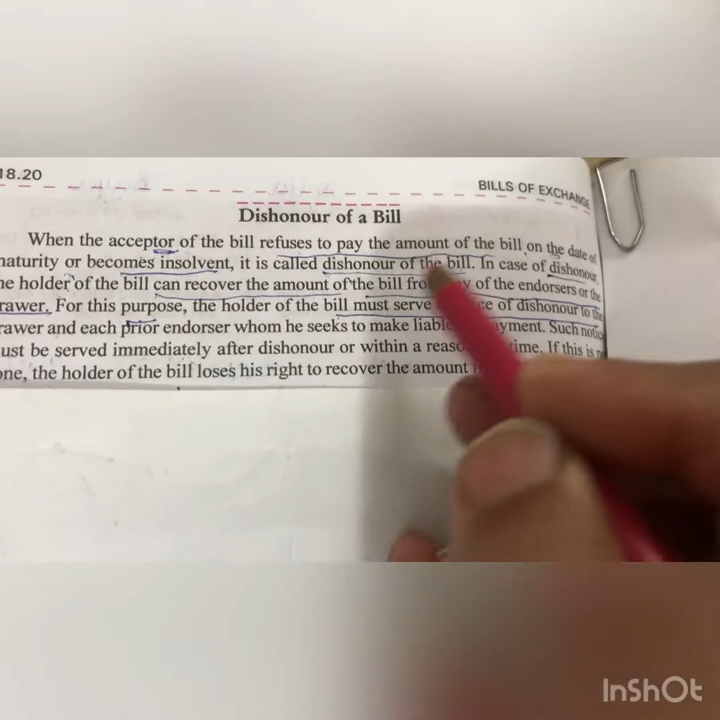 18.20
BILLS OF EXCHANGE
Dishonour of a Bill
When the acceptor of the bill refuses to pay the amount of the bill on the date of
maturity or becomes insolvent, it is called dishonour of the bill. In case of dishonour,
he holder of the bill can recover the amount of the bill fro y of the endorsers or the
rawer. For this purpose, the holder of the bill must serve ce of dishonour to the
rawer and each prior endorser whom he seeks to make liabl yment. Such notic
ust be served immediately after dishonour or within a reaso time. If this is
one, the holder of the bill loses his right to recover the amount
InShOt